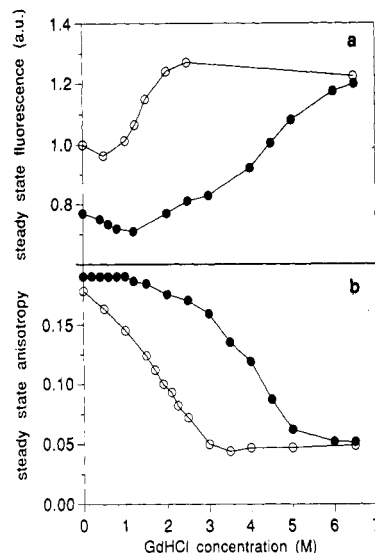 steady state fluorescence (a.u.)
1.4
1.2
1.0
0.8
a
steady state anisotropy
0.15
0.10
0.05
0.00
b
0 1 2 3 4 5 6 7
GdHCl concentration (M)